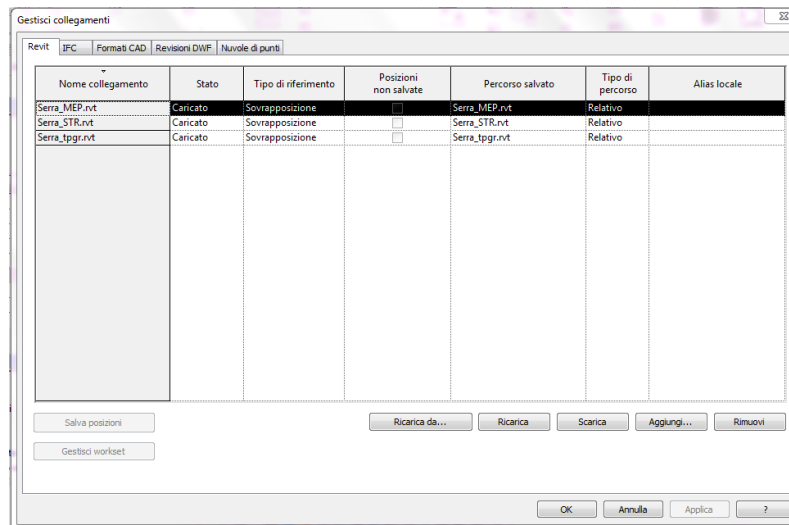 Gestisci collegamenti
Revit IFC Formati CAD Revisioni DWF Nuvole di punti
Nome collegamento Stato Tipo di riferimento Posizioni non salvate Percorso salvato Tipo di percorso Alias locale
Serra_MEP.rvt Caricato Sovrapposizione Serra_MEP.rvt Relativo
Serra_STR.rvt Caricato Sovrapposizione Serra_STR.rvt Relativo
Serra_tpgr.rvt Caricato Sovrapposizione Serra_tpgr.rvt Relativo
Salva posizioni Ricarica da... Ricarica Scarica Aggiungi... Rimuovi
Gestisci workset
OK Annulla Applica ?